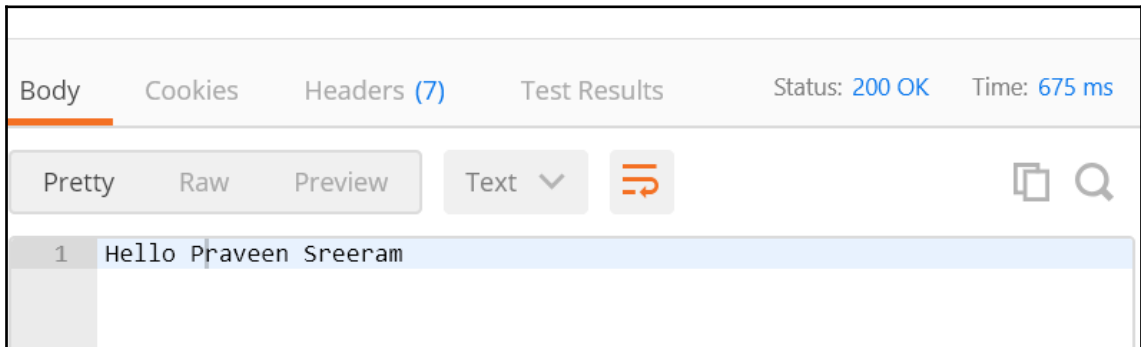 Body Cookies Headers (7) Test Results Status: 200 OK Time: 675 ms
Pretty Raw Preview Text
1 Hello Praveen Sreeram